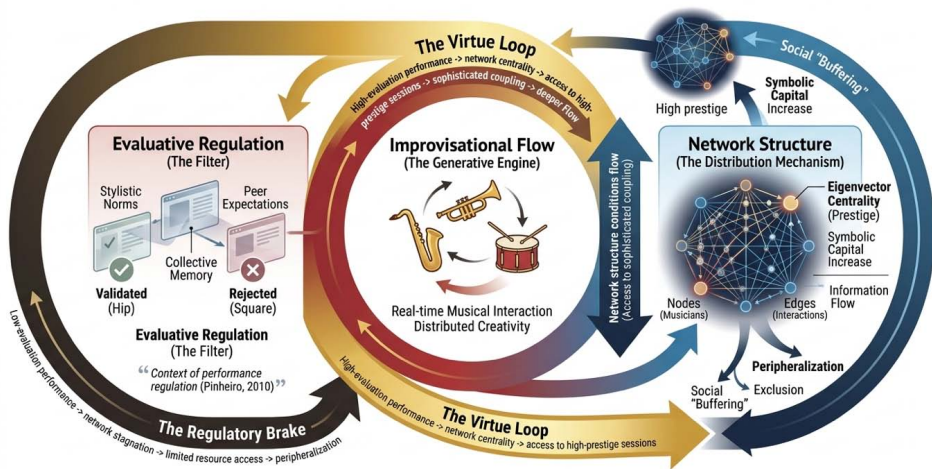 The Virtue Loop
High-evaluation performance -> network centrality -> access to high-
prestige sessions -> sophisticated coupling -> deeper Flow
Evaluative Regulation
(The Filter)
Stylistic
Norms
Peer
Expectations
Collective
Memory
Validated
(Hip)
Rejected
(Square)
Evaluative Regulation
(The Filter)
“ Context of performance
regulation (Pinheiro, 2010) ”
Low-evaluation performance -> network stagnation -> limited resource access -> peripheralization
The Regulatory Brake
Improvisational Flow
(The Generative Engine)
Real-time Musical Interaction
Distributed Creativity
High-evaluation performance -> network centrality -> access to high-prestige sessions
The Virtue Loop
Network structure conditions flow
(Access to sophisticated coupling)
High prestige
Symbolic
Capital
Increase
Social "Buffering"
Network Structure
(The Distribution Mechanism)
Eigenvector
Centrality
(Prestige)
Symbolic
Capital
Increase
Information
Flow
Nodes
(Musicians)
Edges
(Interactions)
Peripheralization
Social
"Buffering"
Exclusion